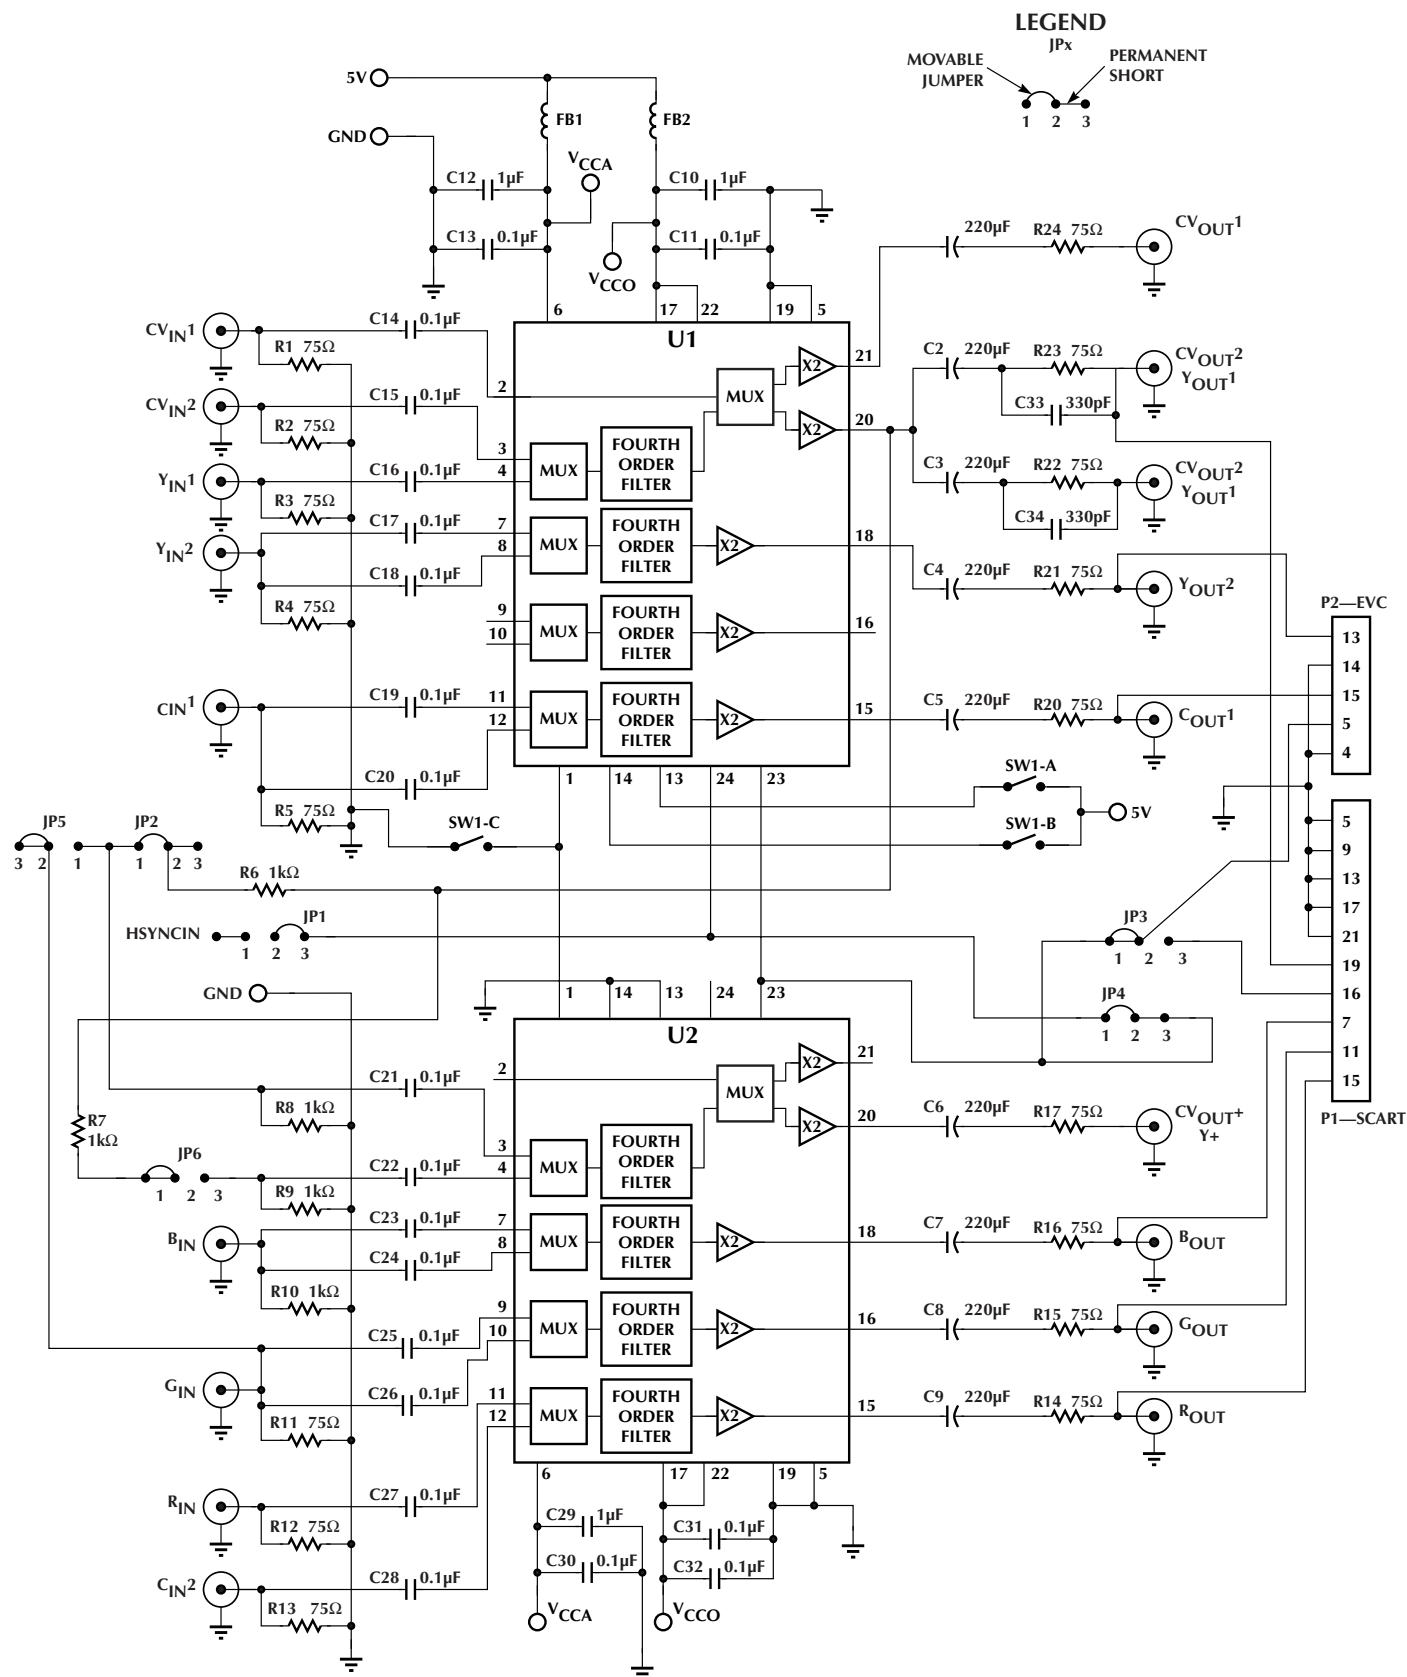 LEGEND
JPx
MOVABLE JUMPER
PERMANENT SHORT
1 2 3
5V
GND
FB1
FB2
VCCA
VCCO
C12 1µF
C10 1µF
C13 0.1µF
C11 0.1µF
6 17 22 19 5
220µF R24 75Ω CVOUT1
U1
CVIN1
R1 75Ω
C14 0.1µF
2
MUX
X2
21
C2 220µF R23 75Ω CVOUT2
YOUT1
C33 330pF
CVIN2
R2 75Ω
C15 0.1µF
3
X2
20
YIN1
R3 75Ω
C16 0.1µF
4
MUX
FOURTH ORDER FILTER
C3 220µF R22 75Ω CVOUT2
YOUT1
C34 330pF
YIN2
C17 0.1µF
7
C18 0.1µF
8
MUX
FOURTH ORDER FILTER
X2
18
C4 220µF R21 75Ω YOUT2
R4 75Ω
9
10
MUX
FOURTH ORDER FILTER
X2
16
P2—EVC
13
14
15
5
4
CIN1
C19 0.1µF
11
12
MUX
FOURTH ORDER FILTER
X2
15
C5 220µF R20 75Ω COUT1
C20 0.1µF
R5 75Ω
1 14 13 24 23
SW1-A
SW1-B
5V
SW1-C
JP5
3 2 1
JP2
1 2 3
R6 1kΩ
HSYNCIN
JP1
1 2 3
JP3
1 2 3
JP4
1 2 3
5
9
13
17
21
19
16
7
11
15
P1—SCART
GND
1 14 13 24 23
U2
2
MUX
X2
21
X2
20
C6 220µF R17 75Ω CVOUT+
Y+
C21 0.1µF
R8 1kΩ
R7
1kΩ
3
4
MUX
FOURTH ORDER FILTER
JP6
1 2 3
C22 0.1µF
R9 1kΩ
BIN
C23 0.1µF
7
C24 0.1µF
8
MUX
FOURTH ORDER FILTER
X2
18
C7 220µF R16 75Ω BOUT
R10 1kΩ
C25 0.1µF
9
10
MUX
FOURTH ORDER FILTER
X2
16
C8 220µF R15 75Ω GOUT
GIN
C26 0.1µF
R11 75Ω
11
12
MUX
FOURTH ORDER FILTER
X2
15
C9 220µF R14 75Ω ROUT
6 17 22 19 5
RIN
C27 0.1µF
R12 75Ω
C29 1µF
C31 0.1µF
C30 0.1µF
C32 0.1µF
CIN2
C28 0.1µF
R13 75Ω
VCCA
VCCO